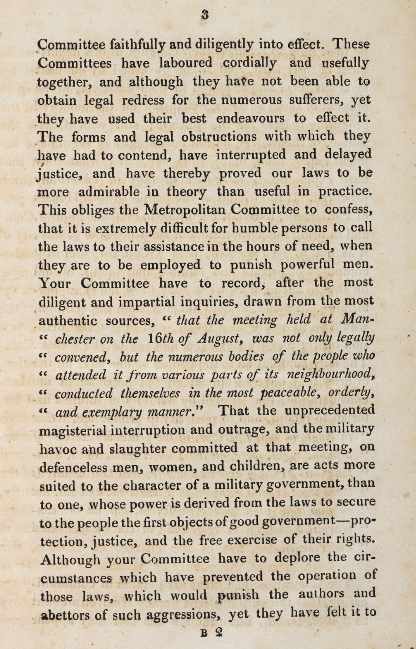 3
Committee faithfully and diligently into effect. These
Committees have laboured cordially and usefully
together, and although they have not been able to
obtain legal redress for the numerous sufferers, yet
they have used their best endeavours to effect it.
The forms and legal obstructions with which they
have had to contend, have interrupted and delayed
justice, and have thereby proved our laws to be
more admirable in theory than useful in practice.
This obliges the Metropolitan Committee to confess,
that it is extremely difficult for humble persons to call
the laws to their assistance in the hours of need, when
they are to be employed to punish powerful men.
Your Committee have to record, after the most
diligent and impartial inquiries, drawn from the most
authentic sources, “ that the meeting held at Man-
“ chester on the 16th of August, was not only legally
“ convened, but the numerous bodies of the people who
“ attended it from various parts of its neighbourhood,
“ conducted themselves in the most peaceable, orderly,
“ and exemplary manner.” That the unprecedented
magisterial interruption and outrage, and the military
havoc and slaughter committed at that meeting, on
defenceless men, women, and children, are acts more
suited to the character of a military government, than
to one, whose power is derived from the laws to secure
to the people the first objects of good government—pro-
tection, justice, and the free exercise of their rights.
Although your Committee have to deplore the cir-
cumstances which have prevented the operation of
those laws, which would punish the authors and
abettors of such aggressions, yet they have felt it to
B 2